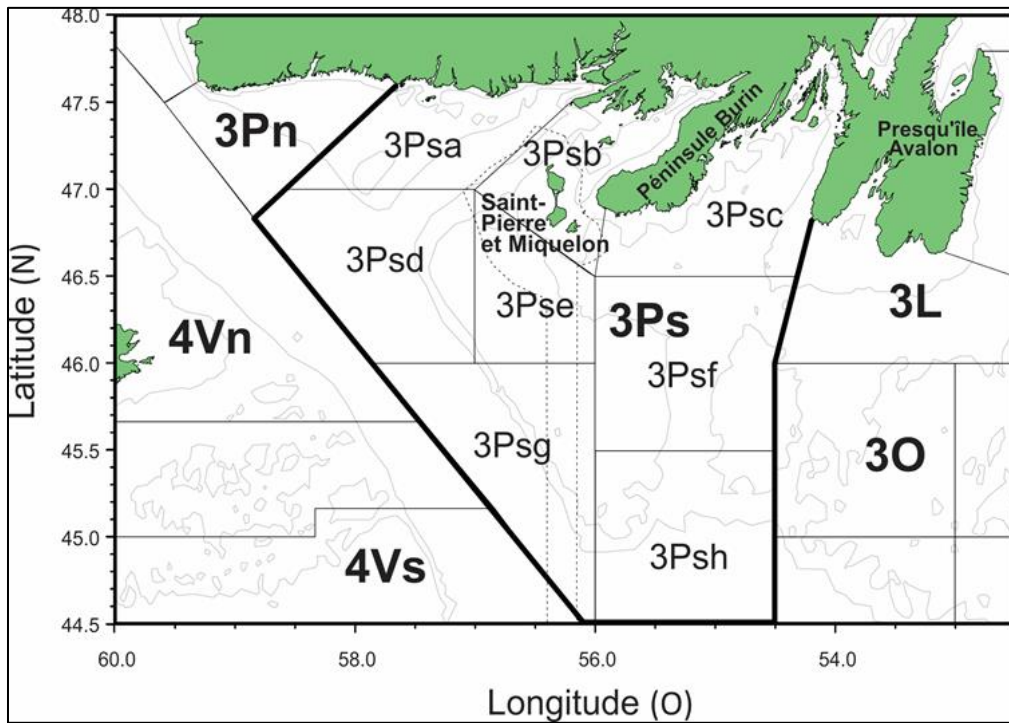 48.0
47.5
47.0
46.5
46.0
45.5
45.0
44.5
Latitude (N)
3Pn
3Psa
3Psb
Péninsule Burin
Presqu'île
Avalon
Saint-
Pierre
et Miquelon
3Psc
3Psd
3Pse
3Ps
3L
4Vn
3Psf
3Psg
3O
4Vs
3Psh
60.0
58.0
56.0
54.0
Longitude (O)